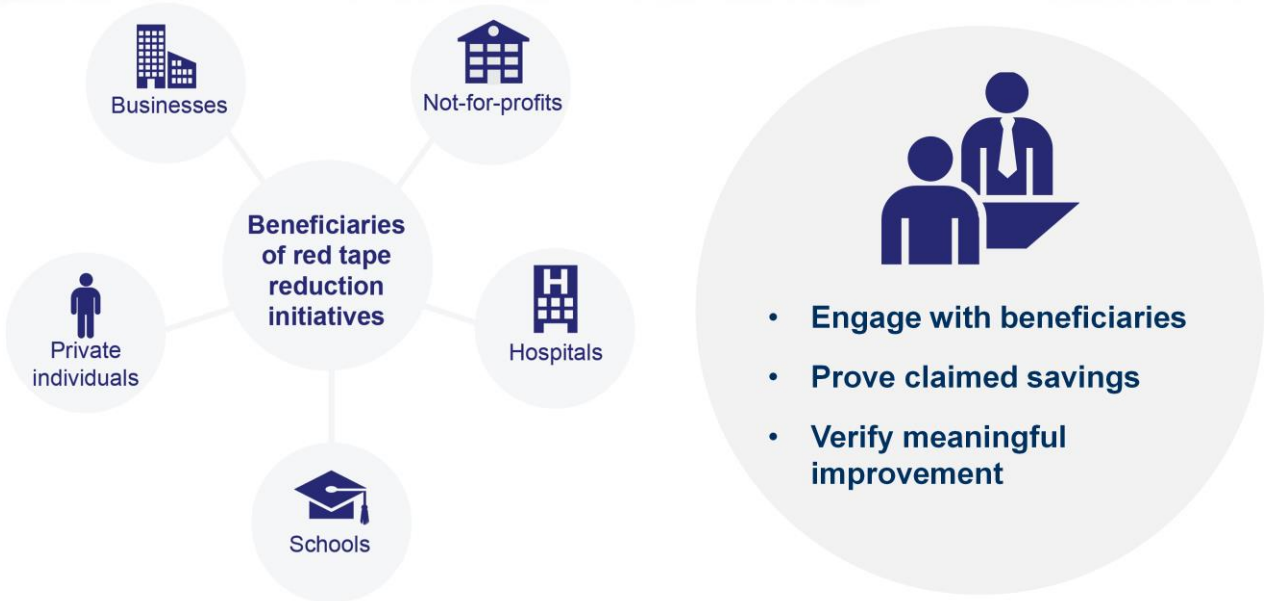 Businesses
Not-for-profits
Beneficiaries
of red tape
reduction
initiatives
Private
individuals
H
Hospitals
Schools
• Engage with beneficiaries
• Prove claimed savings
• Verify meaningful
improvement